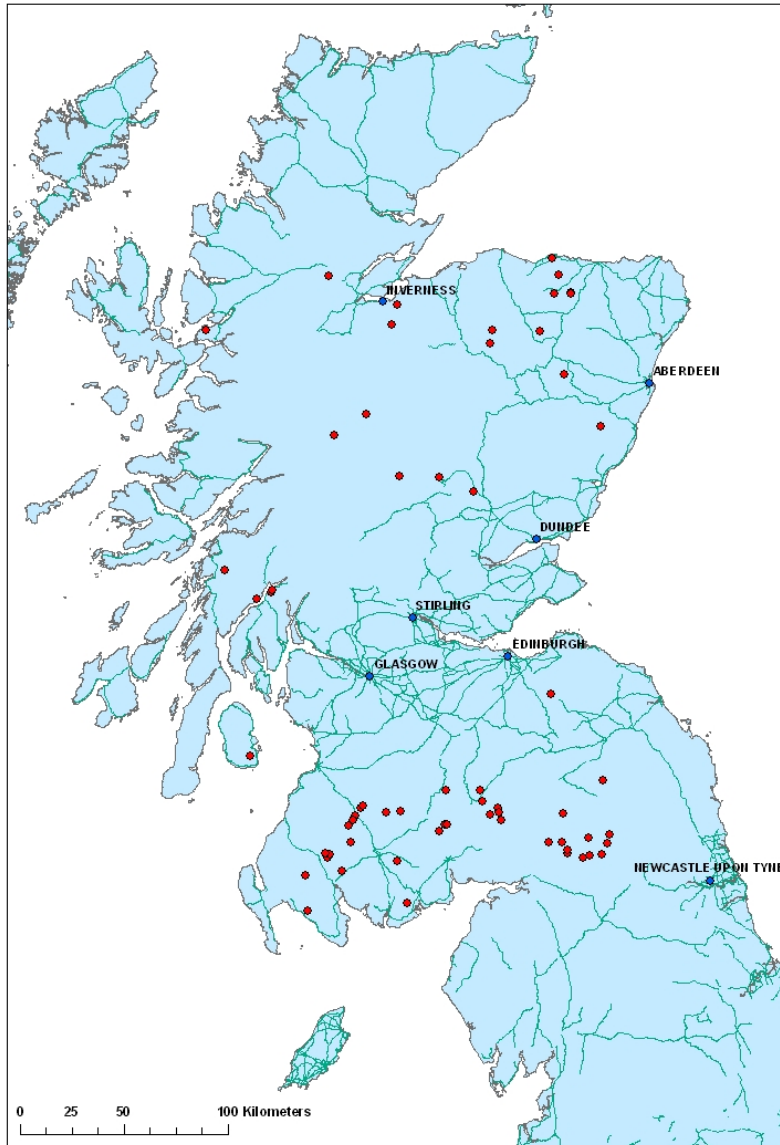 INVERNESS
ABERDEEN
DUNDEE
STIRLING
EDINBURGH
GLASGOW
NEWCASTLE UPON TYNE
0 25 50 100 Kilometers